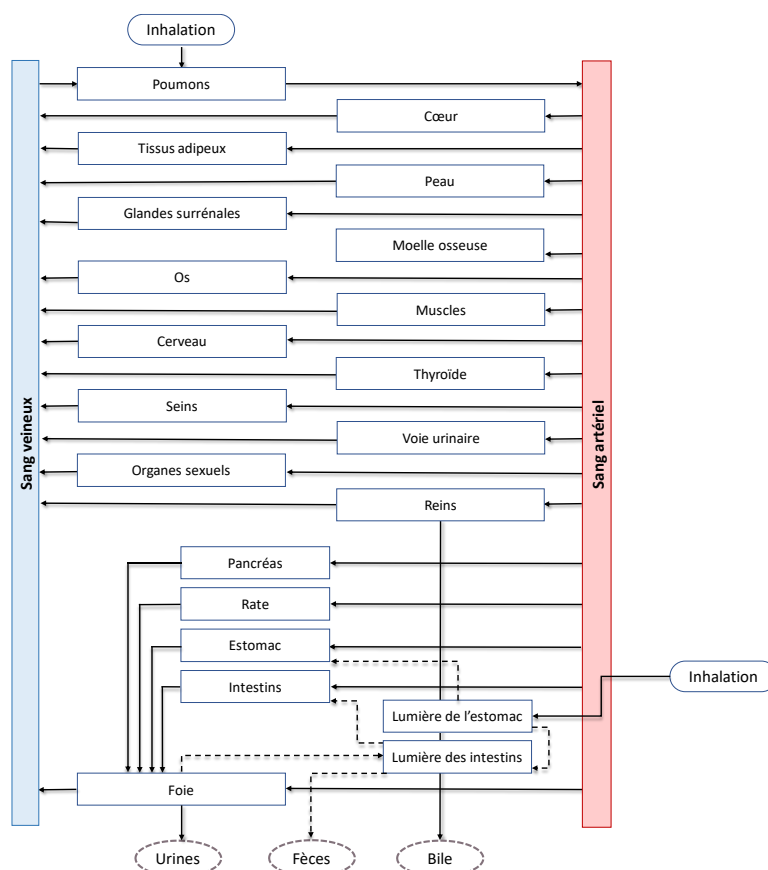 Inhalation
Poumons
Cœur
Tissus adipeux
Peau
Glandes surrénales
Moelle osseuse
Os
Muscles
Cerveau
Thyroïde
Seins
Voie urinaire
Organes sexuels
Reins
Sang veineux
Sang artériel
Pancréas
Rate
Estomac
Intestins
Inhalation
Lumière de l’estomac
Lumière des intestins
Foie
Urines
Fèces
Bile